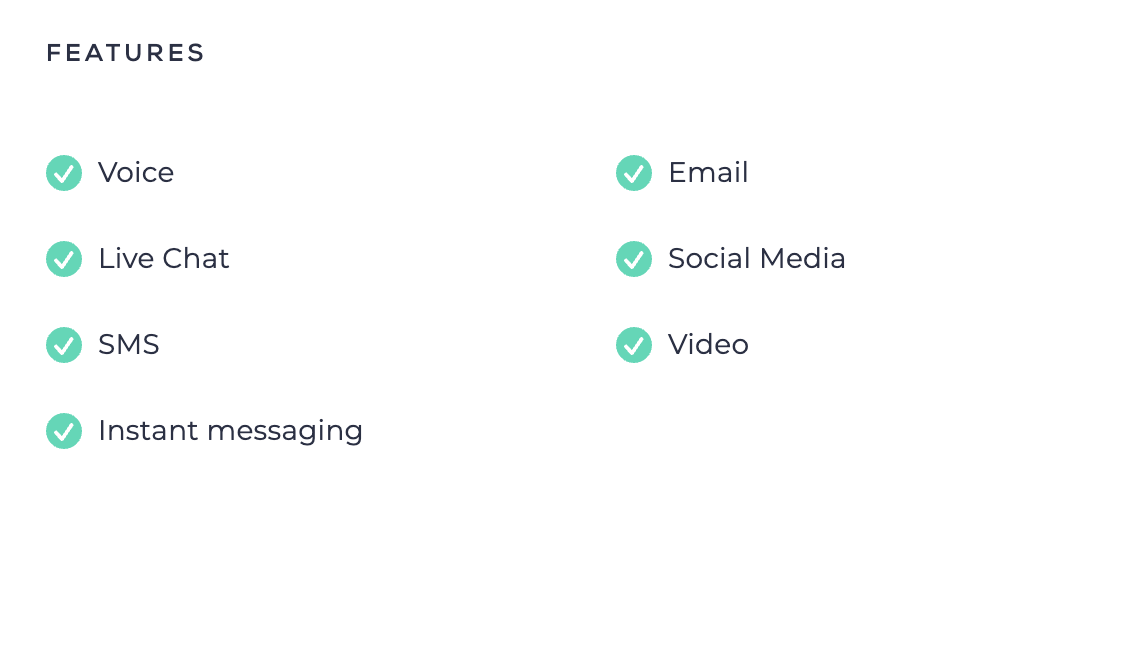 FEATURES
Voice
Email
Live Chat
Social Media
SMS
Video
Instant messaging